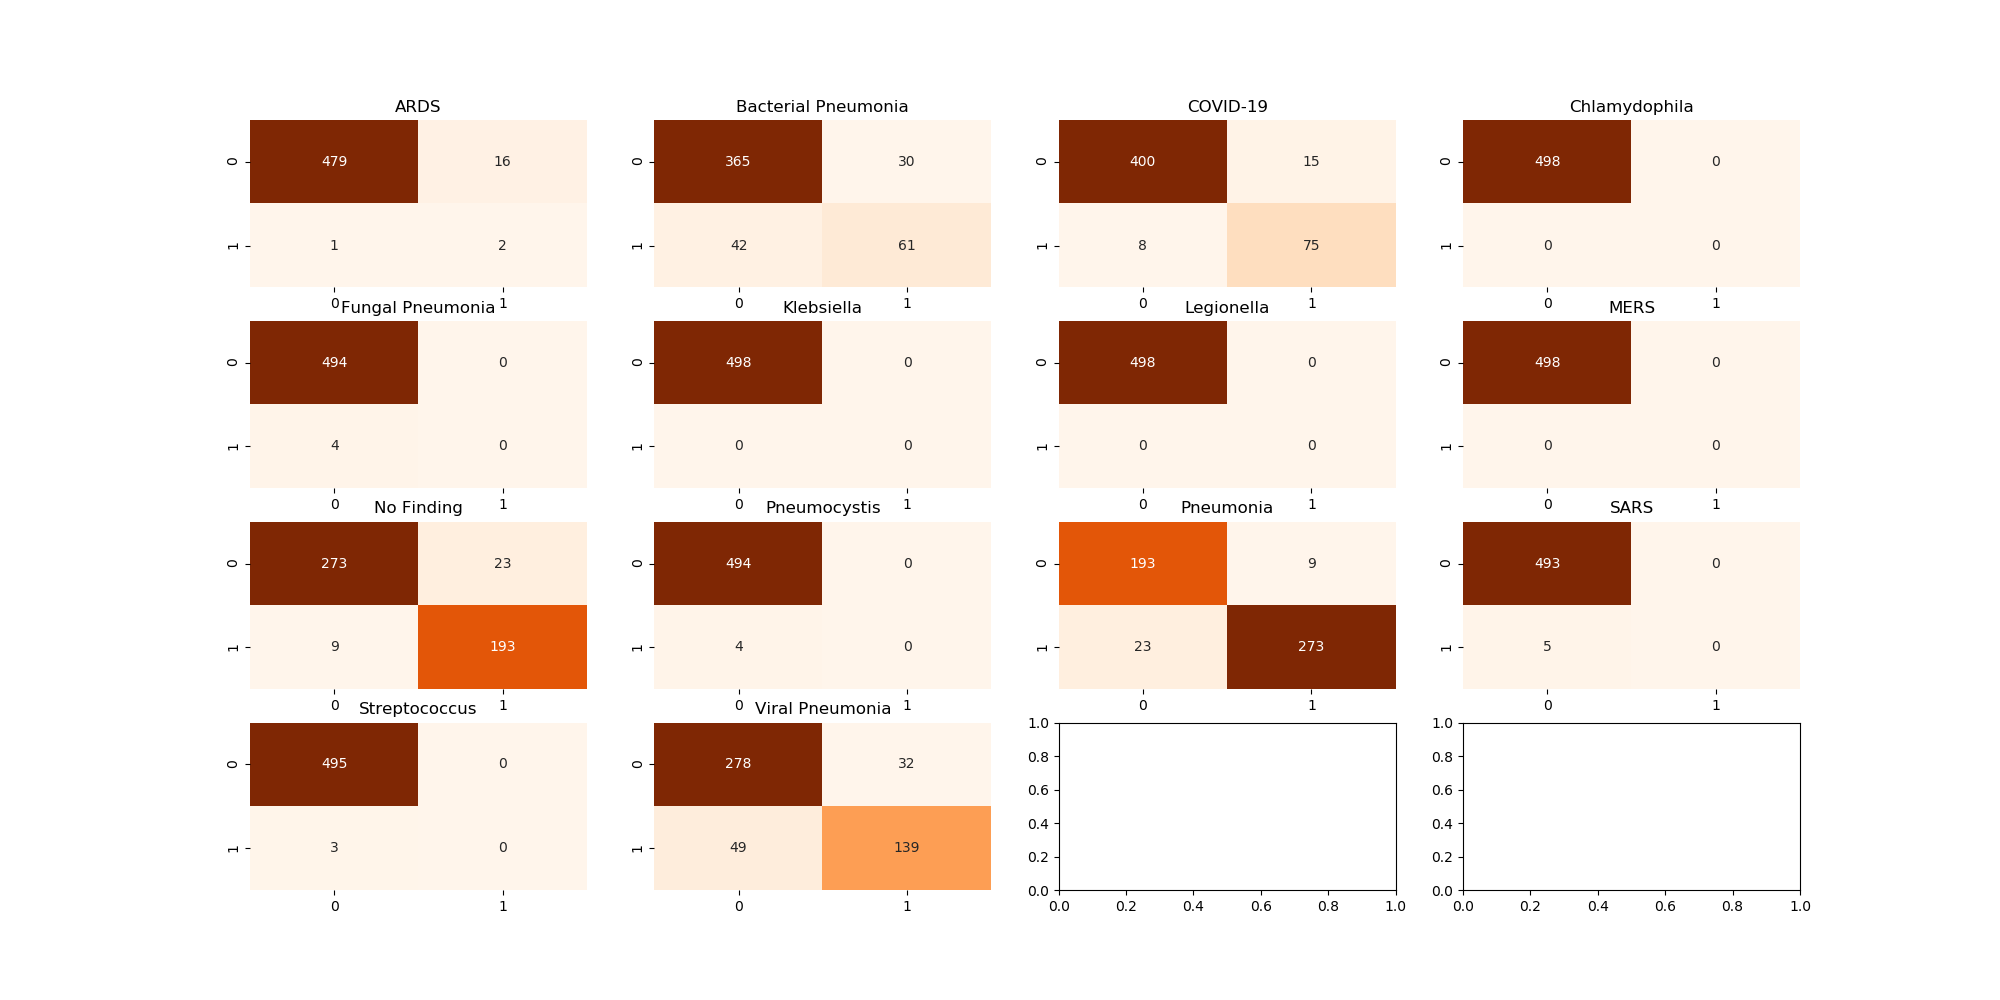 ARDS Bacterial Pneumonia COVID-19 Chlamydophila
0 479 16 0 365 30 0 400 15 0 498 0
1 1 2 1 42 61 1 8 75 1 0 0
0 1 0 1 0 1 0 1
Fungal Pneumonia Klebsiella Legionella MERS
0 494 0 0 498 0 0 498 0 0 498 0
1 4 0 1 0 0 1 0 0 1 0 0
0 1 0 1 0 1 0 1
No Finding Pneumocystis Pneumonia SARS
0 273 23 0 494 0 0 193 9 0 493 0
1 9 193 1 4 0 1 23 273 1 5 0
0 1 0 1 0 1 0 1
Streptococcus Viral Pneumonia
1.0 1.0
0 495 0 0 278 32 0.8 0.8
0.6 0.6
0.4 0.4
1 3 0 1 49 139 0.2 0.2
0.0 0.0
0 1 0 1 0.0 0.2 0.4 0.6 0.8 1.0 0.0 0.2 0.4 0.6 0.8 1.0